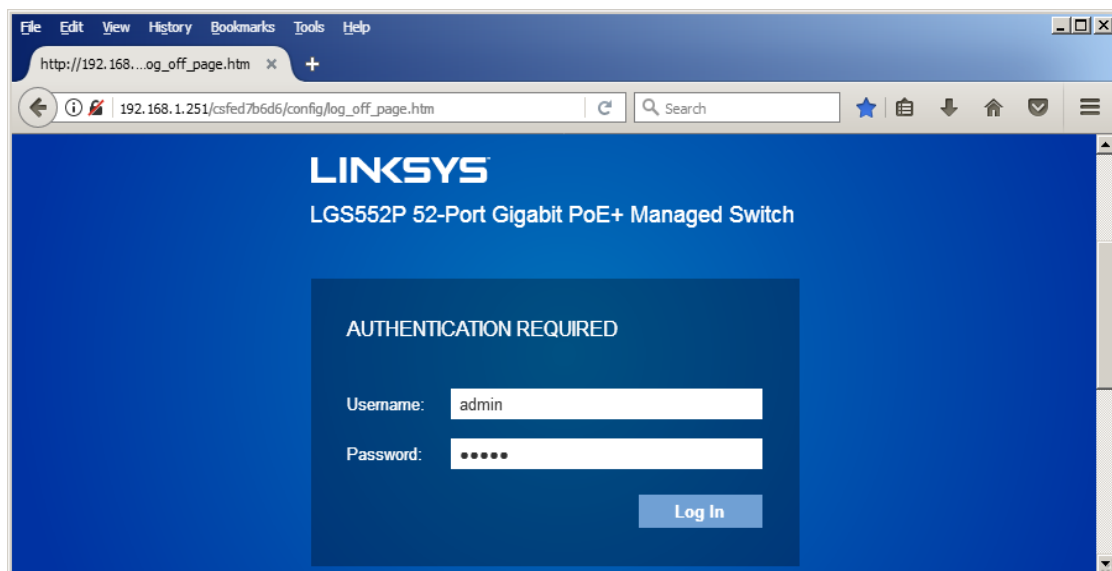 File Edit View History Bookmarks Tools Help
http://192.168....og_off_page.htm
192.168.1.251/csfed7b6d6/config/log_off_page.htm Search
LINKSYS
LGS552P 52-Port Gigabit PoE+ Managed Switch
AUTHENTICATION REQUIRED
Username: admin
Password: •••••
Log In